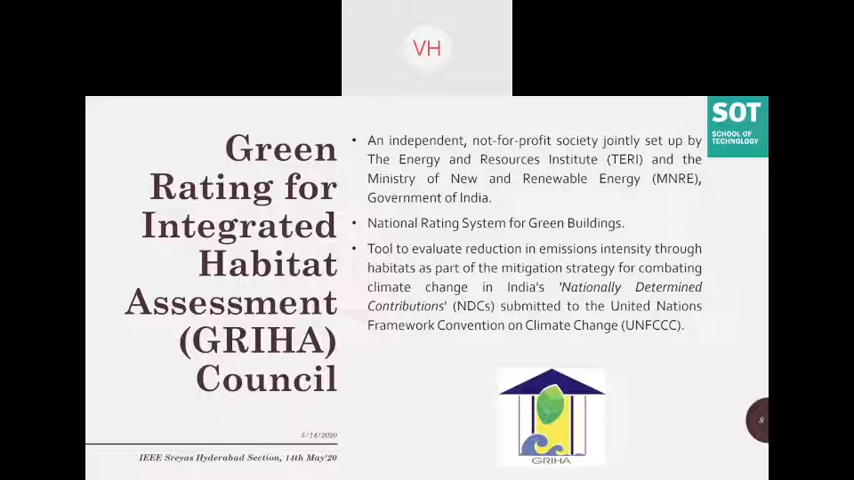 VH
SOT
SCHOOL OF
TECHNOLOGY
Green
Rating for
Integrated
Habitat
Assessment
(GRIHA)
Council
• An independent, not-for-profit society jointly set up by
The Energy and Resources Institute (TERI) and the
Ministry of New and Renewable Energy (MNRE),
Government of India.
• National Rating System for Green Buildings.
• Tool to evaluate reduction in emissions intensity through
habitats as part of the mitigation strategy for combating
climate change in India's 'Nationally Determined
Contributions' (NDCs) submitted to the United Nations
Framework Convention on Climate Change (UNFCCC).
GRIHA
8
5/14/2020
IEEE Sreyas Hyderabad Section, 14th May'20